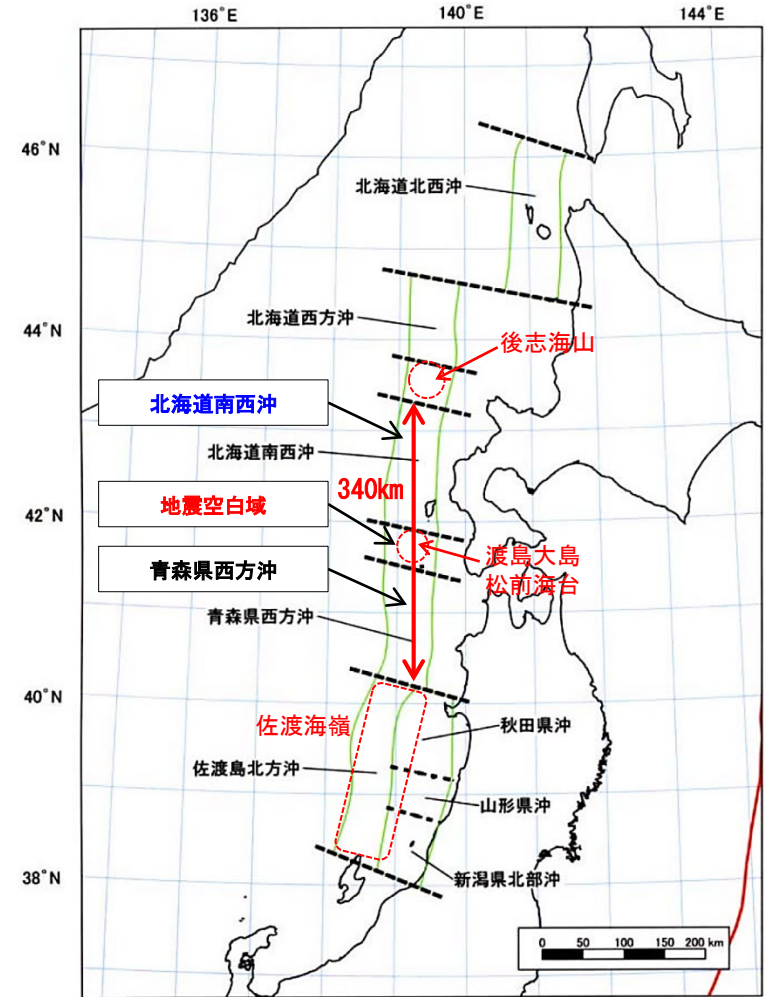 136°E
140°E
144°E
46°N
北海道北西沖
44°N
北海道西方沖
後志海山
北海道南西沖
北海道南西沖
340km
地震空白域
42°N
渡島大島
松前海台
青森県西方沖
青森県西方沖
40°N
佐渡海嶺
秋田県沖
佐渡島北方沖
山形県沖
38°N
新潟県北部沖
0 50 100 150 200 km